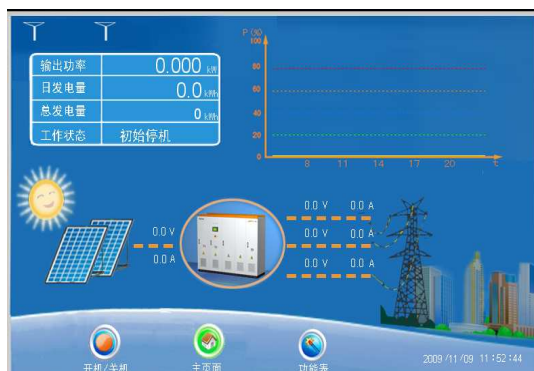 输出功率 0.000 kW
日发电量 0.0 kWh
总发电量 0 kWh
工作状态 初始停机
P (%)
100
80
60
40
20
0
8 11 14 17 20 t
0.0 V
0.0 A
0.0 V 0.0 A
0.0 V 0.0 A
0.0 V 0.0 A
开机/关机 主页面 功能表
2009/11/09 11:52:44